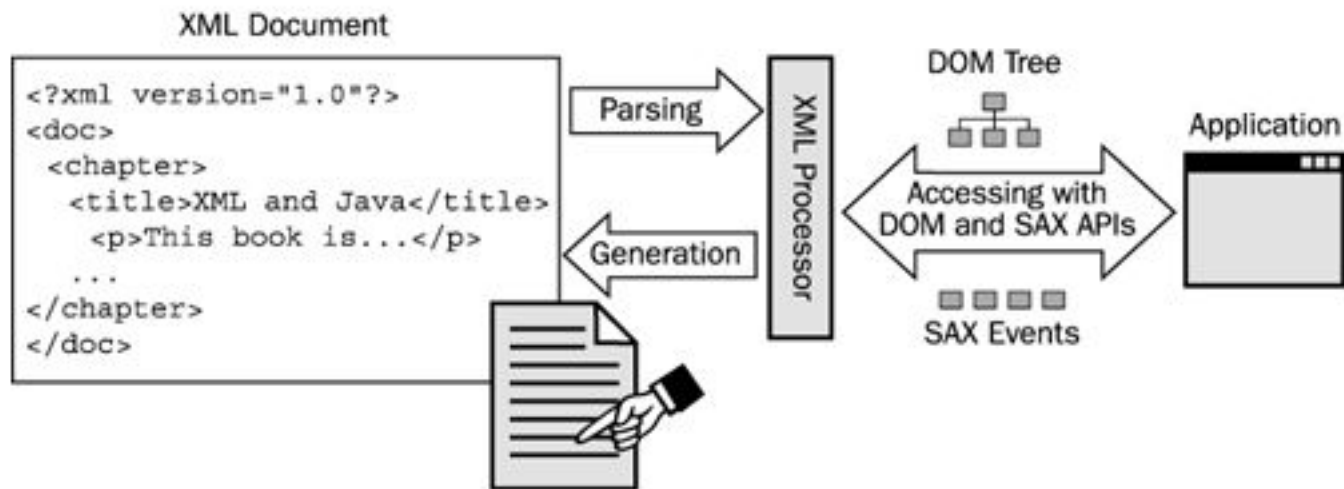 XML Document
<?xml version="1.0"?>
<doc>
<chapter>
<title>XML and Java</title>
<p>This book is...</p>
...
</chapter>
</doc>
Parsing
Generation
XML Processor
DOM Tree
Accessing with
DOM and SAX APIs
SAX Events
Application